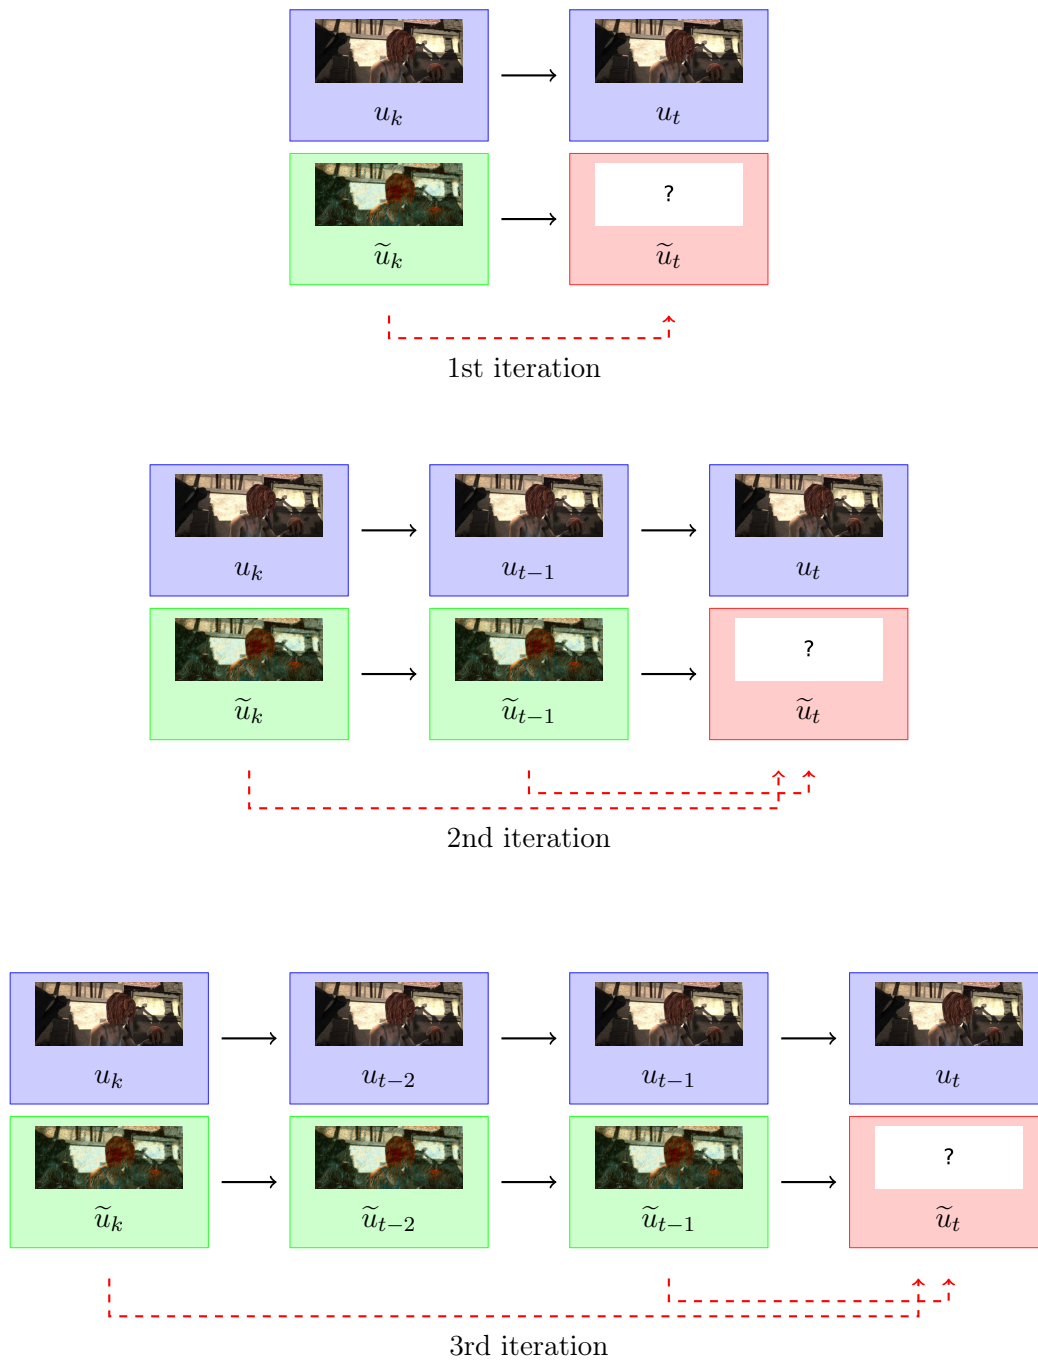 u_k u_t
?
ũ_k ũ_t
1st iteration
u_k u_{t−1} u_t
?
ũ_k ũ_{t−1} ũ_t
2nd iteration
u_k u_{t−2} u_{t−1} u_t
?
ũ_k ũ_{t−2} ũ_{t−1} ũ_t
3rd iteration